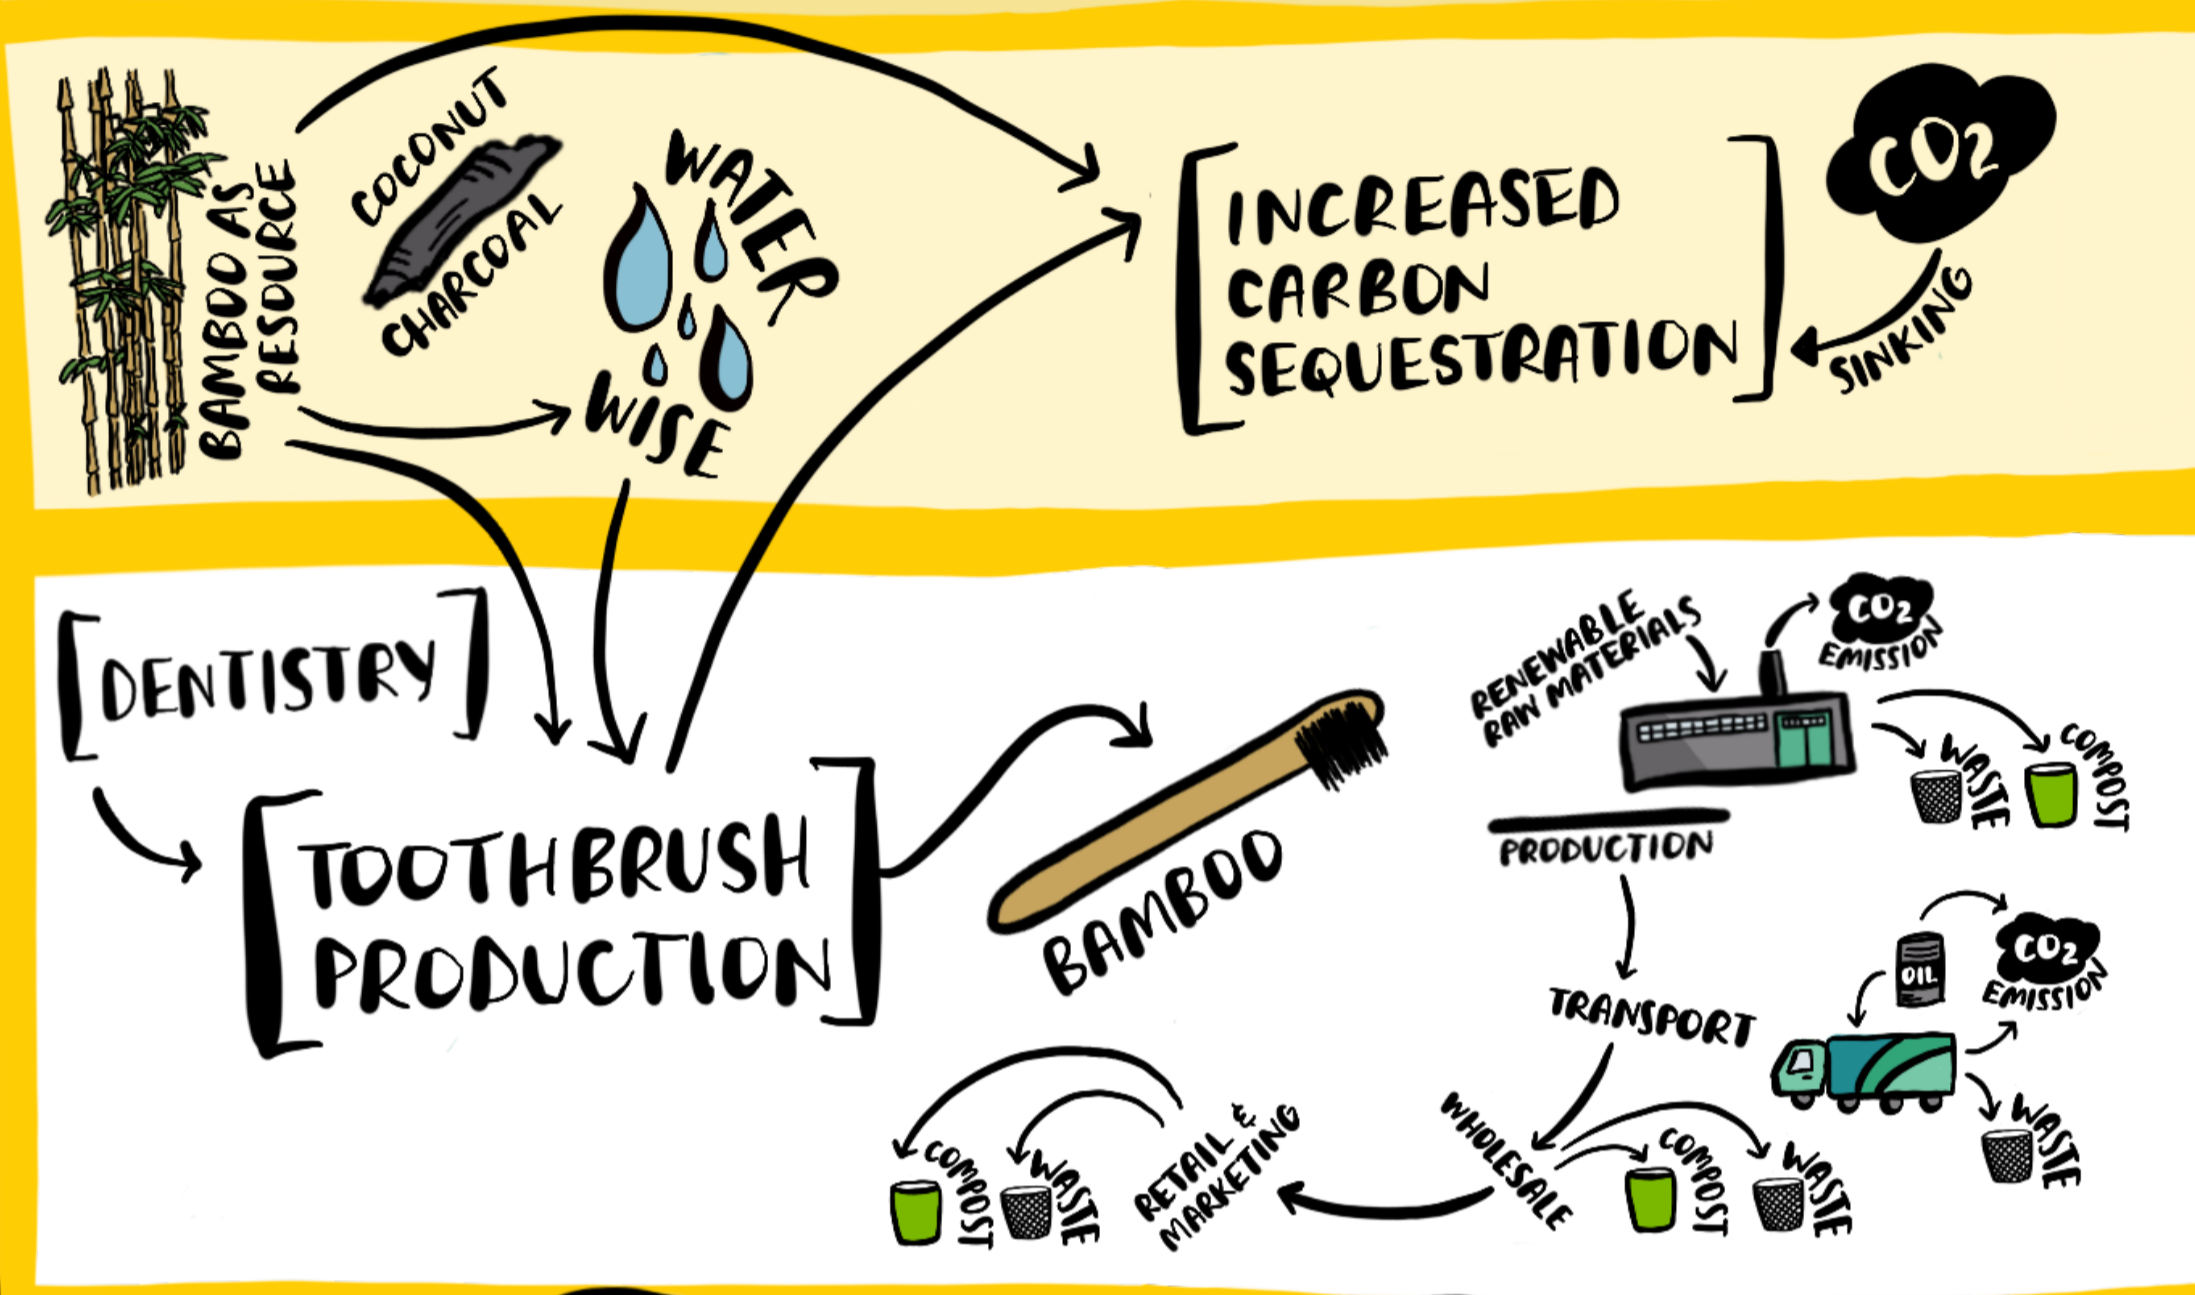 BAMBOO AS
RESOURCE
COCONUT
CHARCOAL
WATER
WISE
INCREASED
CARBON
SEQUESTRATION
CO2
SINKING
[DENTISTRY]
TOOTHBRUSH
PRODUCTION
BAMBOO
RENEWABLE
RAW MATERIALS
CO2
EMISSION
WASTE
COMPOST
PRODUCTION
TRANSPORT
OIL
CO2
EMISSION
WASTE
WHOLESALE
COMPOST
WASTE
RETAIL &
MARKETING
COMPOST
WASTE